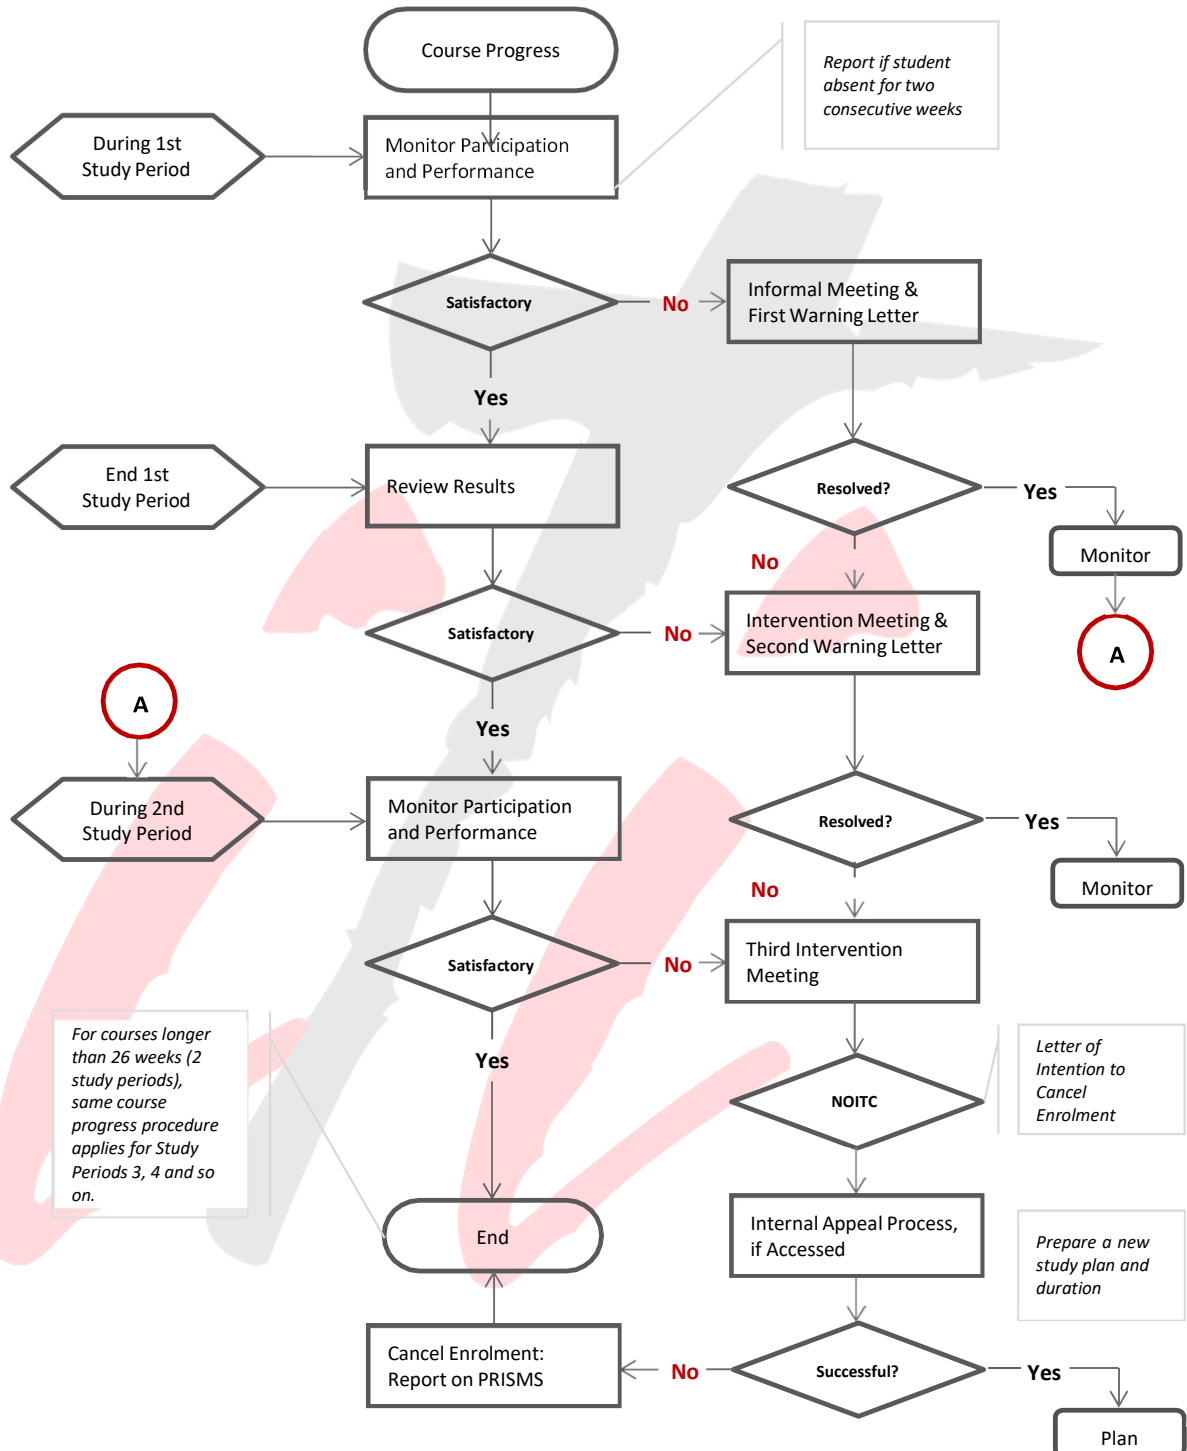 Course Progress
Report if student
absent for two
consecutive weeks
During 1st
Study Period
Monitor Participation
and Performance
Satisfactory
No
Informal Meeting &
First Warning Letter
Yes
End 1st
Study Period
Review Results
Resolved?
Yes
Monitor
No
A
Satisfactory
No
Intervention Meeting &
Second Warning Letter
A
Yes
During 2nd
Study Period
Monitor Participation
and Performance
Resolved?
Yes
Monitor
No
Satisfactory
No
Third Intervention
Meeting
For courses longer
than 26 weeks (2
study periods),
same course
progress procedure
applies for Study
Periods 3, 4 and so
on.
Yes
NOITC
Letter of
Intention to
Cancel
Enrolment
End
Internal Appeal Process,
if Accessed
Prepare a new
study plan and
duration
Cancel Enrolment:
Report on PRISMS
No
Successful?
Yes
Plan